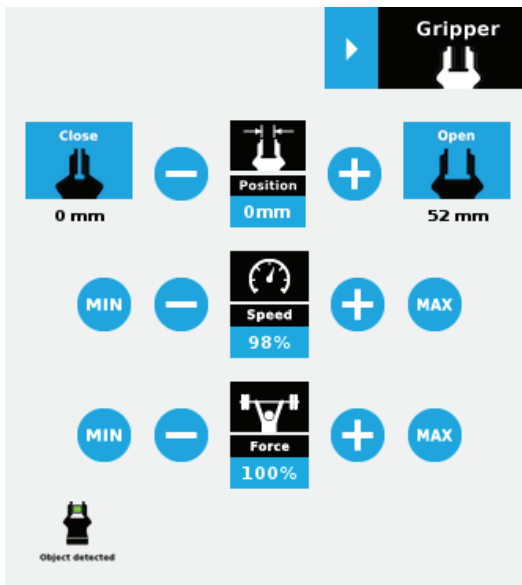 Gripper
Close
Open
Position
0mm
0 mm
52 mm
MIN
MAX
Speed
98%
MIN
MAX
Force
100%
Object detected